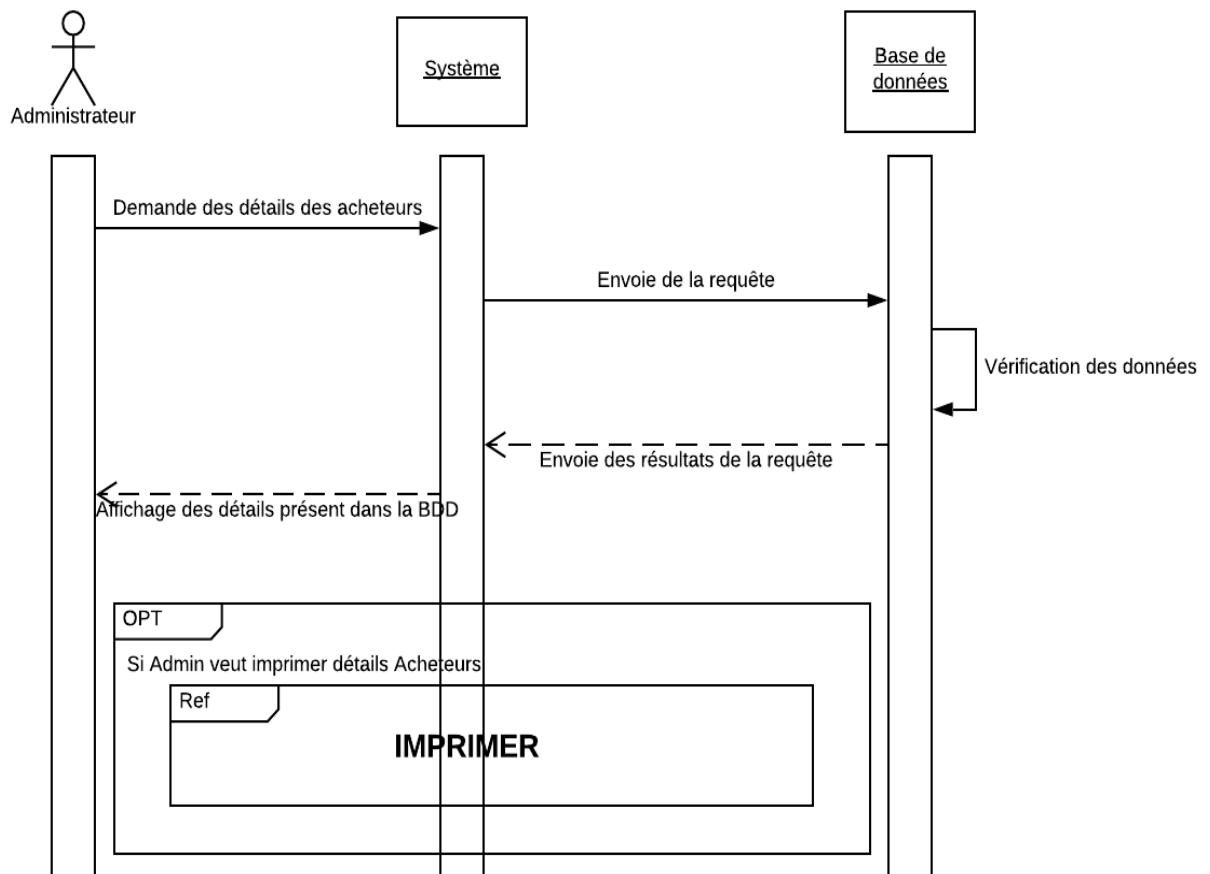 Administrateur
Système
Base de
données
Demande des détails des acheteurs
Envoie de la requête
Vérification des données
Envoie des résultats de la requête
Affichage des détails présent dans la BDD
OPT
Si Admin veut imprimer détails Acheteurs
Ref
IMPRIMER